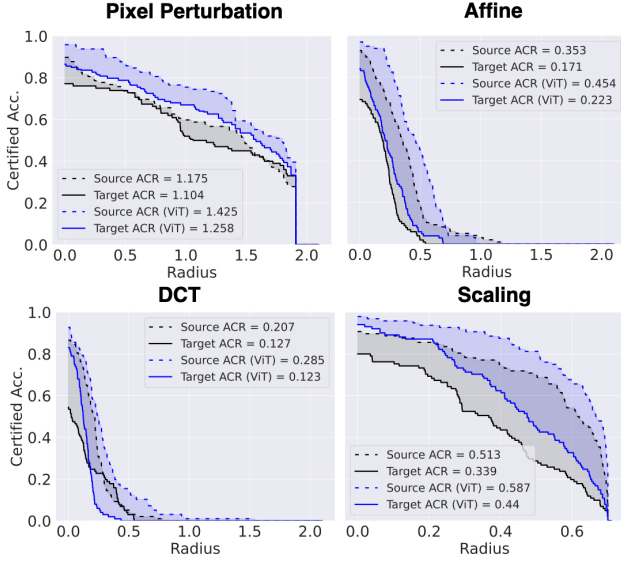 Pixel Perturbation
Certified Acc.
1.0
0.8
0.6
0.4
0.2
0.0
Source ACR = 1.175
Target ACR = 1.104
Source ACR (ViT) = 1.425
Target ACR (ViT) = 1.258
0.0 0.5 1.0 1.5 2.0
Radius
Affine
Source ACR = 0.353
Target ACR = 0.171
Source ACR (ViT) = 0.454
Target ACR (ViT) = 0.223
0.0 0.5 1.0 1.5 2.0
Radius
DCT
Certified Acc.
1.0
0.8
0.6
0.4
0.2
0.0
Source ACR = 0.207
Target ACR = 0.127
Source ACR (ViT) = 0.285
Target ACR (ViT) = 0.123
0.0 0.5 1.0 1.5 2.0
Radius
Scaling
Source ACR = 0.513
Target ACR = 0.339
Source ACR (ViT) = 0.587
Target ACR (ViT) = 0.44
0.0 0.2 0.4 0.6
Radius